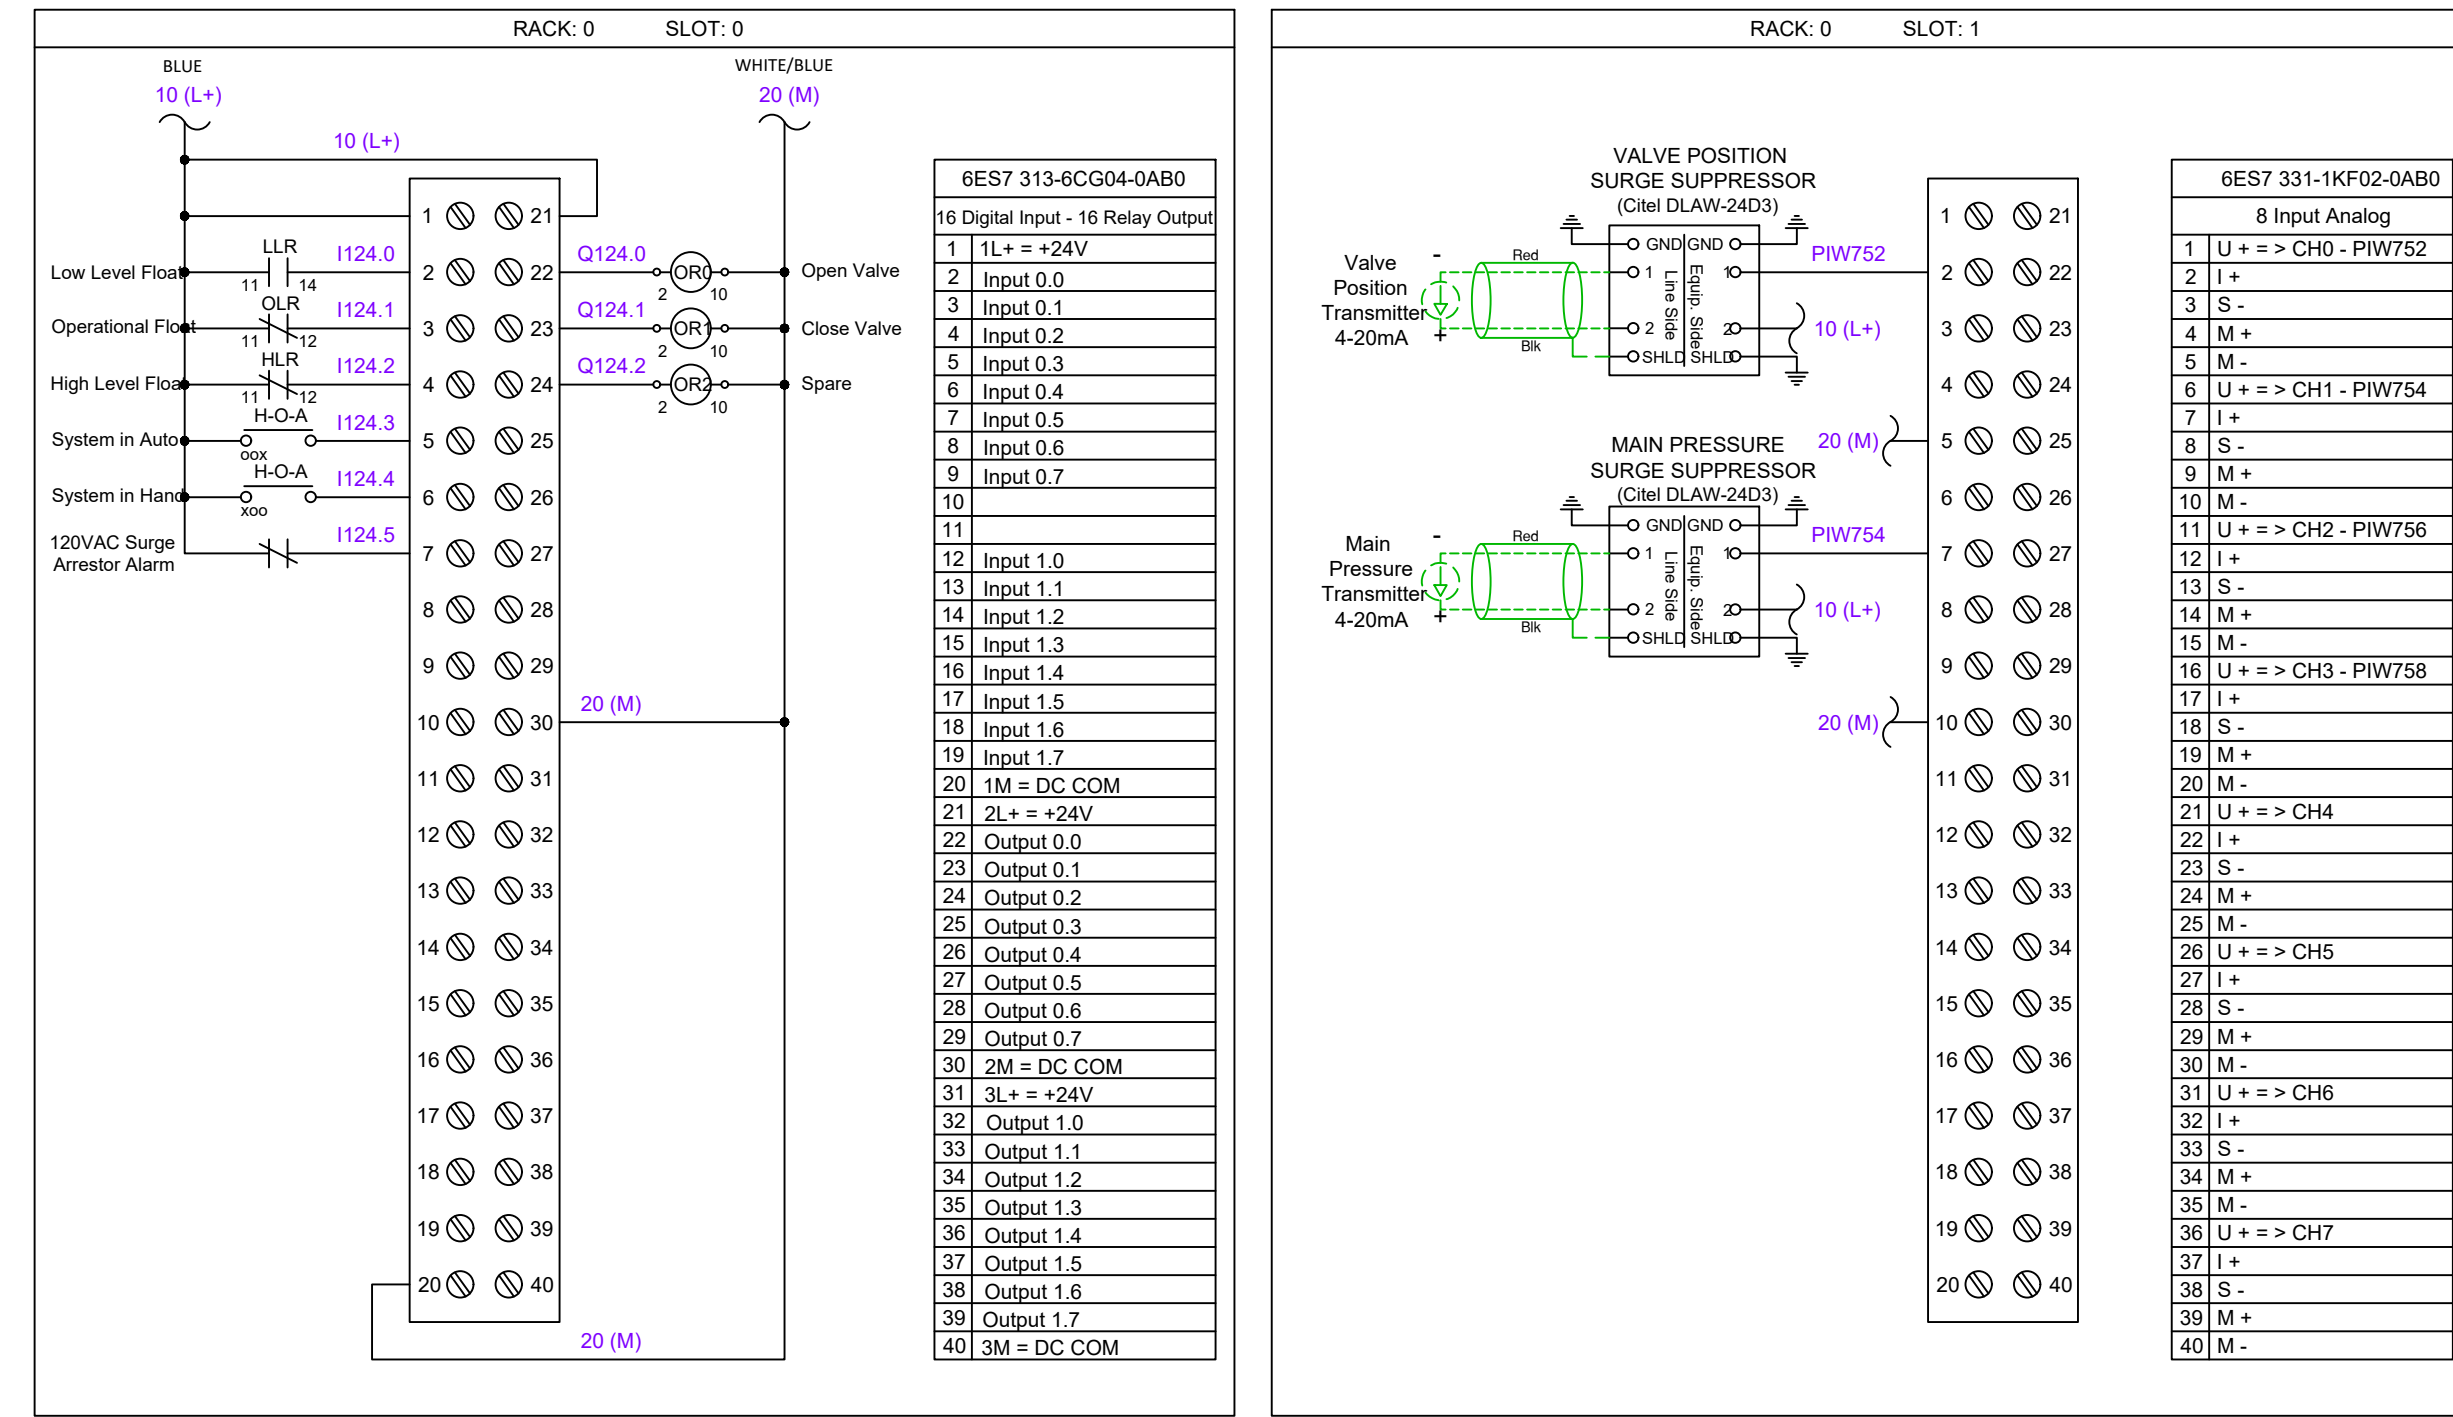 RACK: 0 SLOT: 0
BLUE
10 (L+)
WHITE/BLUE
20 (M)
10 (L+)
1 21
Low Level Float
LLR
11 14
I124.0
2 22
Q124.0
OR0
2 10
Open Valve
Operational Float
OLR
11 12
I124.1
3 23
Q124.1
OR1
2 10
Close Valve
High Level Float
HLR
11 12
I124.2
4 24
Q124.2
OR2
2 10
Spare
System in Auto
H-O-A
oox
I124.3
5 25
System in Hand
H-O-A
xoo
I124.4
6 26
120VAC Surge
Arrestor Alarm
I124.5
7 27
8 28
9 29
10 30
20 (M)
11 31
12 32
13 33
14 34
15 35
16 36
17 37
18 38
19 39
20 40
20 (M)
6ES7 313-6CG04-0AB0
16 Digital Input - 16 Relay Output
1 1L+ = +24V
2 Input 0.0
3 Input 0.1
4 Input 0.2
5 Input 0.3
6 Input 0.4
7 Input 0.5
8 Input 0.6
9 Input 0.7
10
11
12 Input 1.0
13 Input 1.1
14 Input 1.2
15 Input 1.3
16 Input 1.4
17 Input 1.5
18 Input 1.6
19 Input 1.7
20 1M = DC COM
21 2L+ = +24V
22 Output 0.0
23 Output 0.1
24 Output 0.2
25 Output 0.3
26 Output 0.4
27 Output 0.5
28 Output 0.6
29 Output 0.7
30 2M = DC COM
31 3L+ = +24V
32 Output 1.0
33 Output 1.1
34 Output 1.2
35 Output 1.3
36 Output 1.4
37 Output 1.5
38 Output 1.6
39 Output 1.7
40 3M = DC COM
RACK: 0 SLOT: 1
VALVE POSITION
SURGE SUPPRESSOR
(Citel DLAW-24D3)
Valve
Position
Transmitter
4-20mA
-
+
Red
Blk
GND GND
1 1
2 2
SHLD SHLD
Line Side
Equip. Side
PIW752
10 (L+)
20 (M)
MAIN PRESSURE
SURGE SUPPRESSOR
(Citel DLAW-24D3)
Main
Pressure
Transmitter
4-20mA
-
+
Red
Blk
GND GND
1 1
2 2
SHLD SHLD
Line Side
Equip. Side
PIW754
10 (L+)
20 (M)
1 21
2 22
3 23
4 24
5 25
6 26
7 27
8 28
9 29
10 30
11 31
12 32
13 33
14 34
15 35
16 36
17 37
18 38
19 39
20 40
6ES7 331-1KF02-0AB0
8 Input Analog
1 U + = > CH0 - PIW752
2 I +
3 S -
4 M +
5 M -
6 U + = > CH1 - PIW754
7 I +
8 S -
9 M +
10 M -
11 U + = > CH2 - PIW756
12 I +
13 S -
14 M +
15 M -
16 U + = > CH3 - PIW758
17 I +
18 S -
19 M +
20 M -
21 U + = > CH4
22 I +
23 S -
24 M +
25 M -
26 U + = > CH5
27 I +
28 S -
29 M +
30 M -
31 U + = > CH6
32 I +
33 S -
34 M +
35 M -
36 U + = > CH7
37 I +
38 S -
39 M +
40 M -